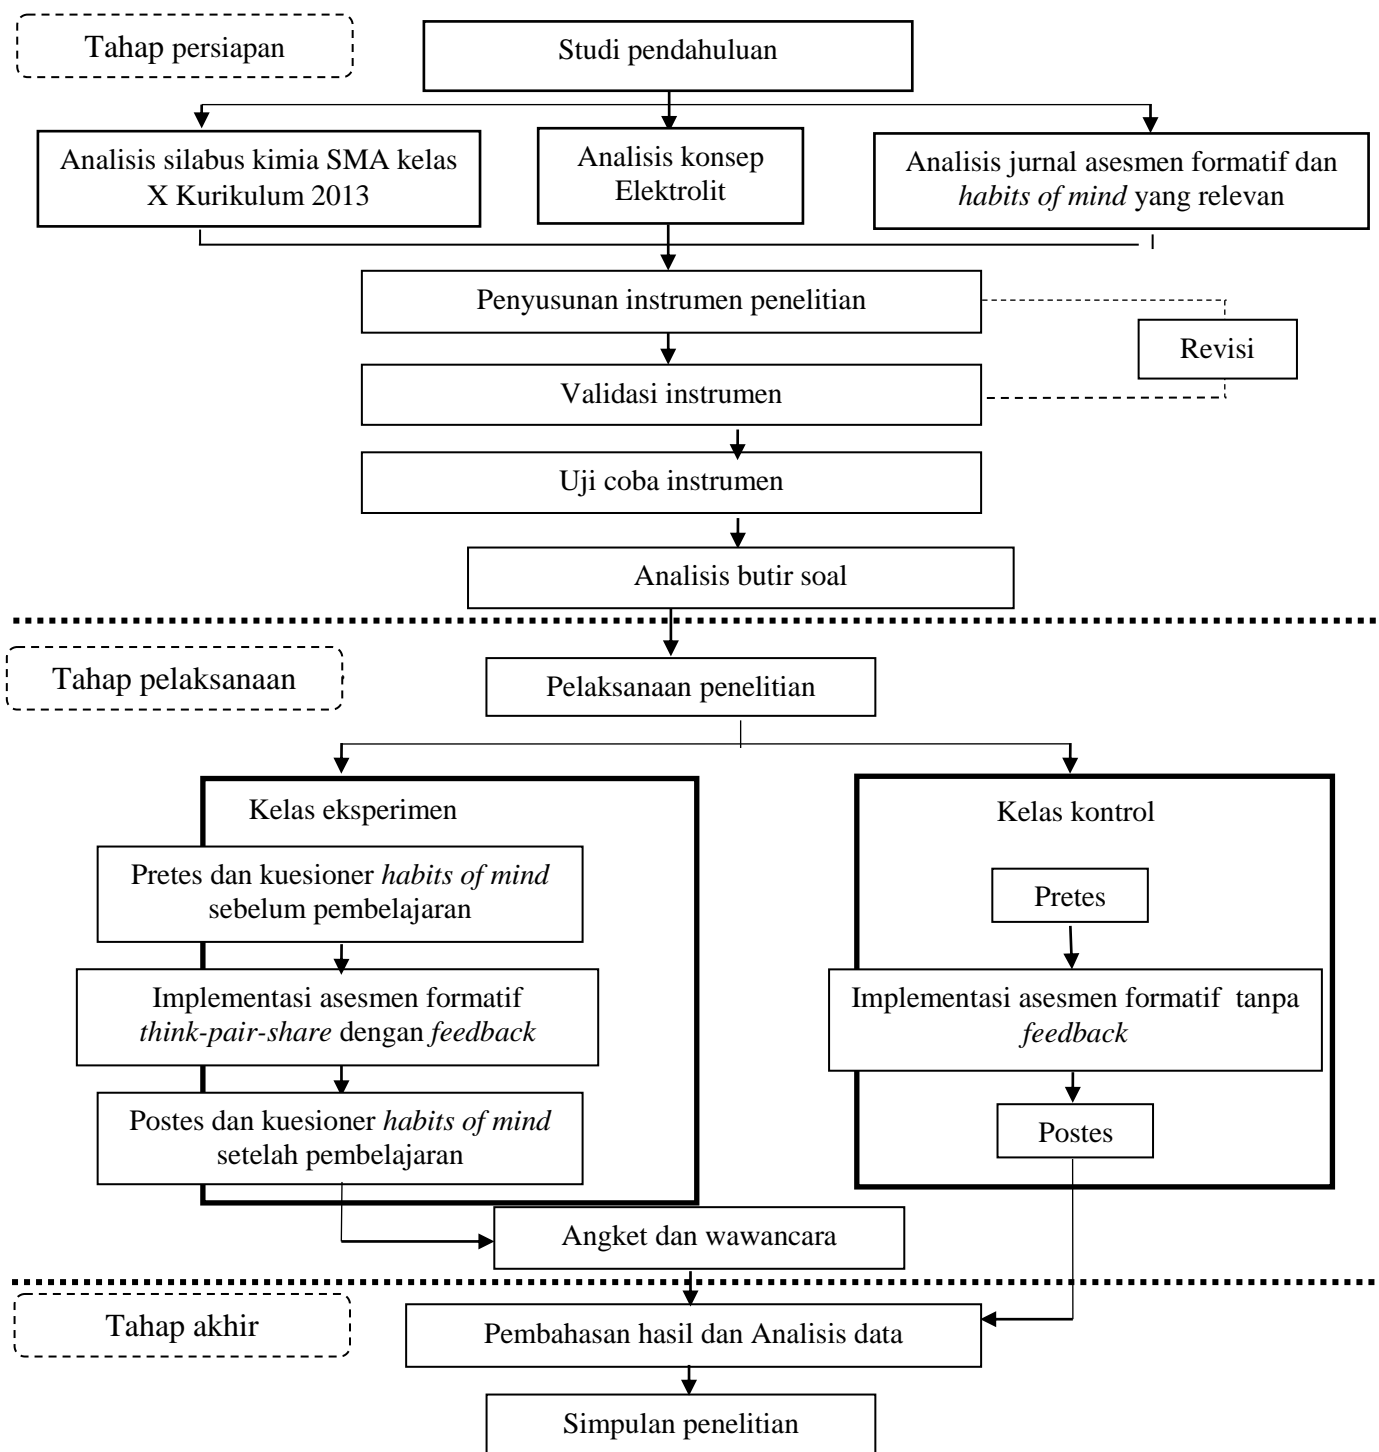 Tahap persiapan
Studi pendahuluan
Analisis silabus kimia SMA kelas
X Kurikulum 2013
Analisis konsep
Elektrolit
Analisis jurnal asesmen formatif dan
habits of mind yang relevan
Penyusunan instrumen penelitian
Revisi
Validasi instrumen
Uji coba instrumen
Analisis butir soal
Tahap pelaksanaan
Pelaksanaan penelitian
Kelas eksperimen
Pretes dan kuesioner habits of mind
sebelum pembelajaran
Implementasi asesmen formatif
think-pair-share dengan feedback
Postes dan kuesioner habits of mind
setelah pembelajaran
Kelas kontrol
Pretes
Implementasi asesmen formatif tanpa
feedback
Postes
Angket dan wawancara
Tahap akhir
Pembahasan hasil dan Analisis data
Simpulan penelitian